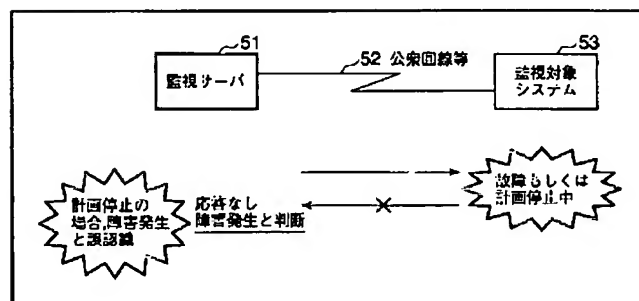 51
52 公衆回線等
53
監視サーバ
監視対象
システム
故障もしくは
計画停止中
計画停止の
場合,障害発生
と誤認識
応答なし
障害発生と判断